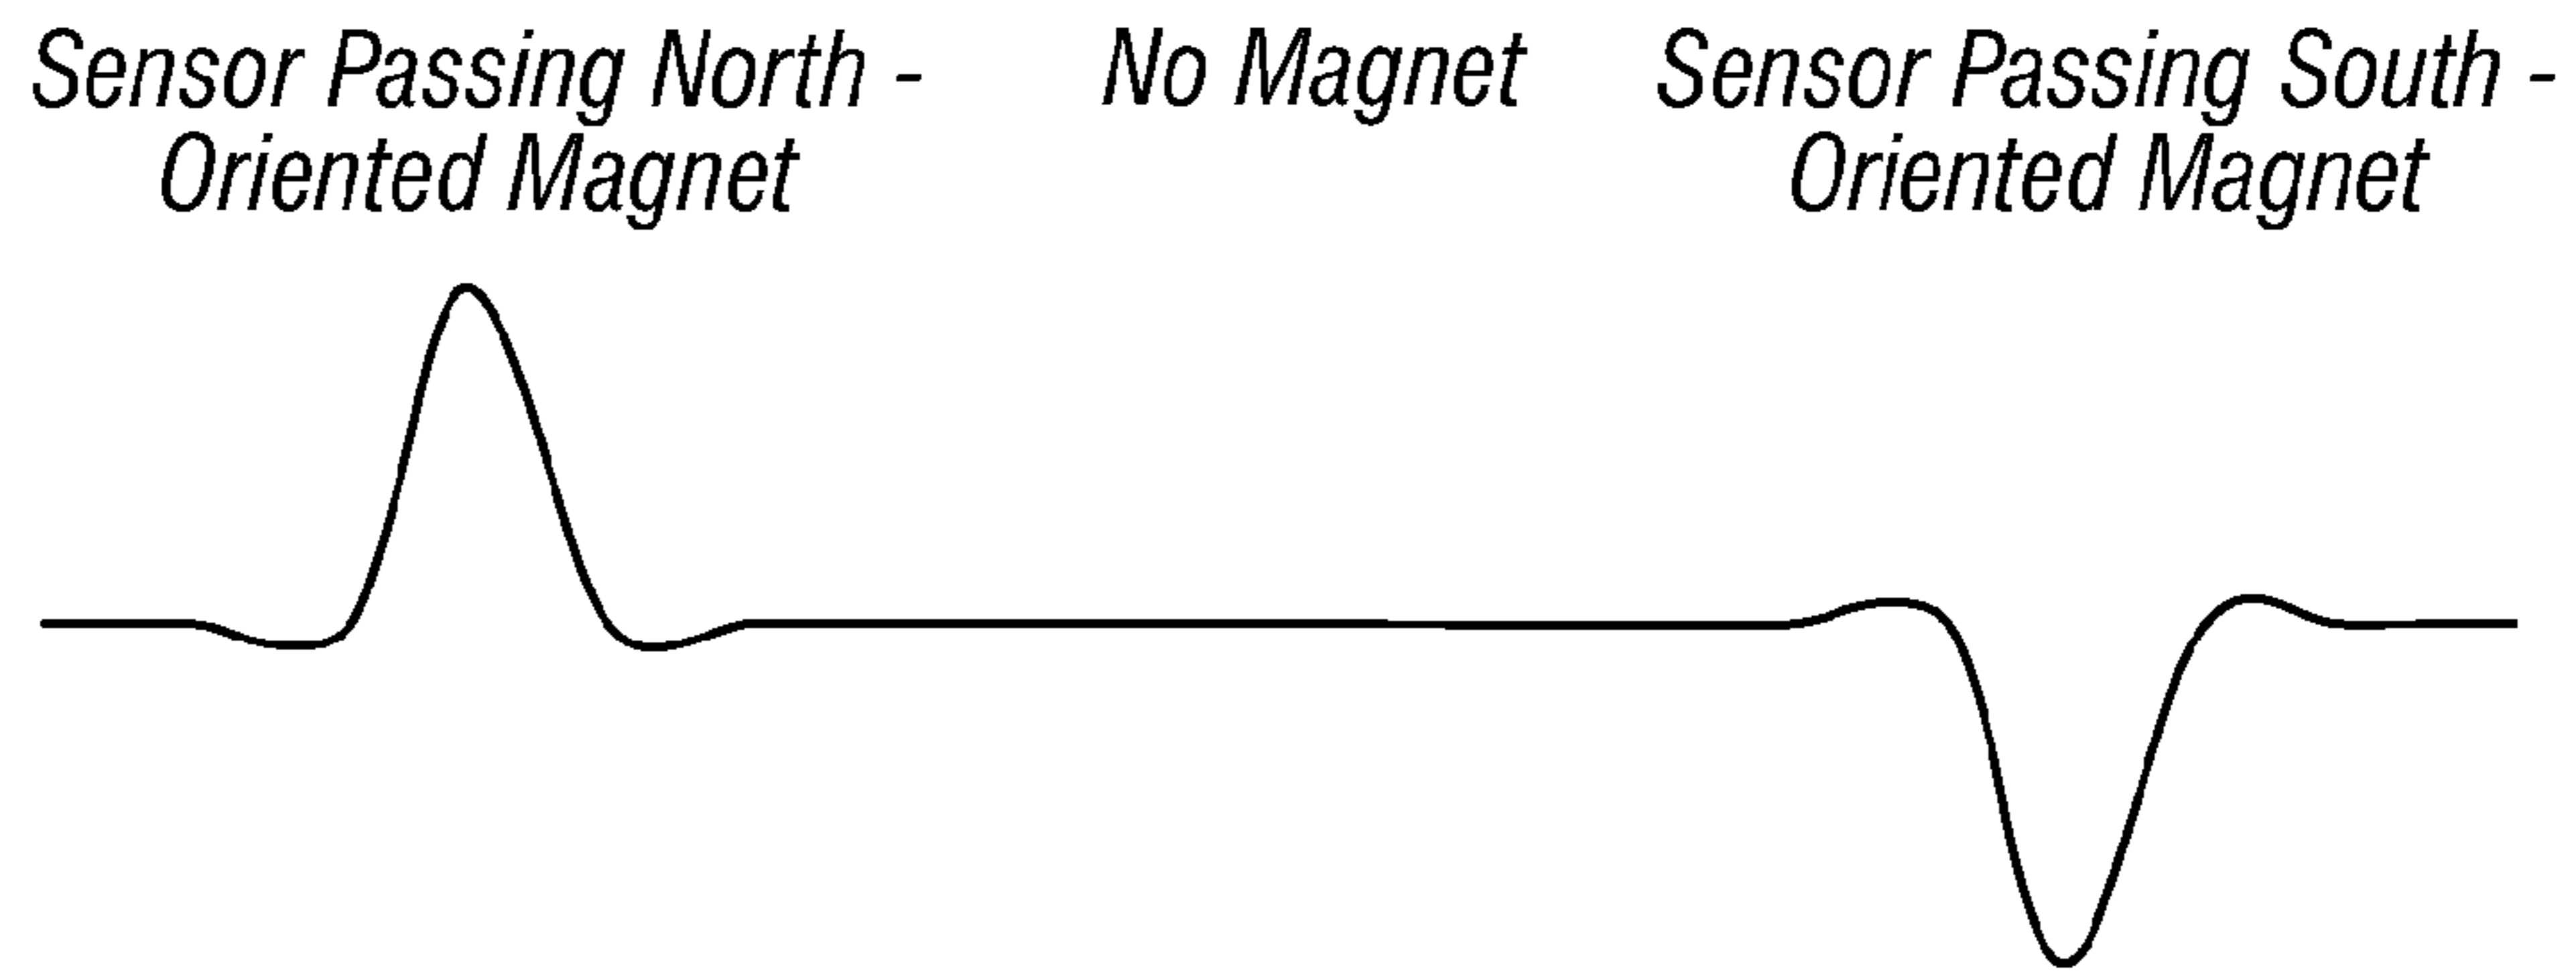 Sensor Passing North -
Oriented Magnet
No Magnet
Sensor Passing South -
Oriented Magnet